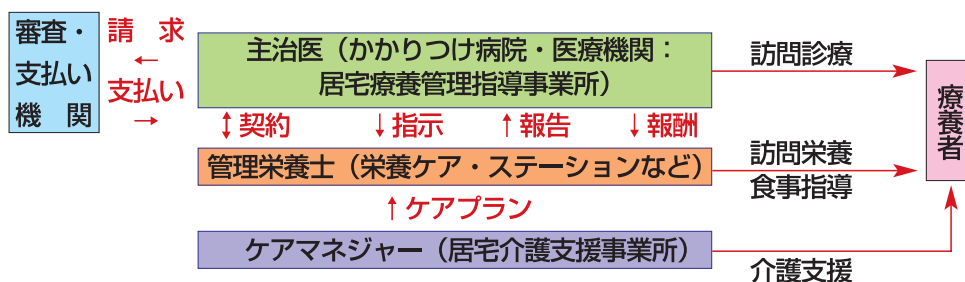 審査・
支払い
機　関
請　求
←
支払い
→
主治医（かかりつけ病院・医療機関：
居宅療養管理指導事業所）
↕契約
↓指示
↑報告
↓報酬
管理栄養士（栄養ケア・ステーションなど）
↑ケアプラン
ケアマネジャー（居宅介護支援事業所）
訪問診療
訪問栄養
食事指導
介護支援
療養者